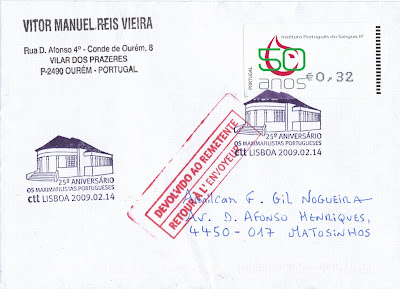 VITOR MANUEL REIS VIEIRA
Rua D. Afonso 4º - Conde de Ourém, 8
VILAR DOS PRAZERES
P-2490 OURÉM - PORTUGAL
Instituto Português do Sangue IP
50
anos
PORTUGAL
€0,32
25º ANIVERSÁRIO
OS MAXIMAFILISTAS PORTUGUESES
ctt LISBOA 2009.02.14
25º ANIVERSÁRIO
OS MAXIMAFILISTAS PORTUGUESES
ctt LISBOA 2009.02.14
DEVOLVIDO AO REMETENTE
RETOUR À L'ENVOYEUR
F. GIL NOGUEIRA
AV. D. AFONSO HENRIQUES,
4450-017 MATOSINHOS